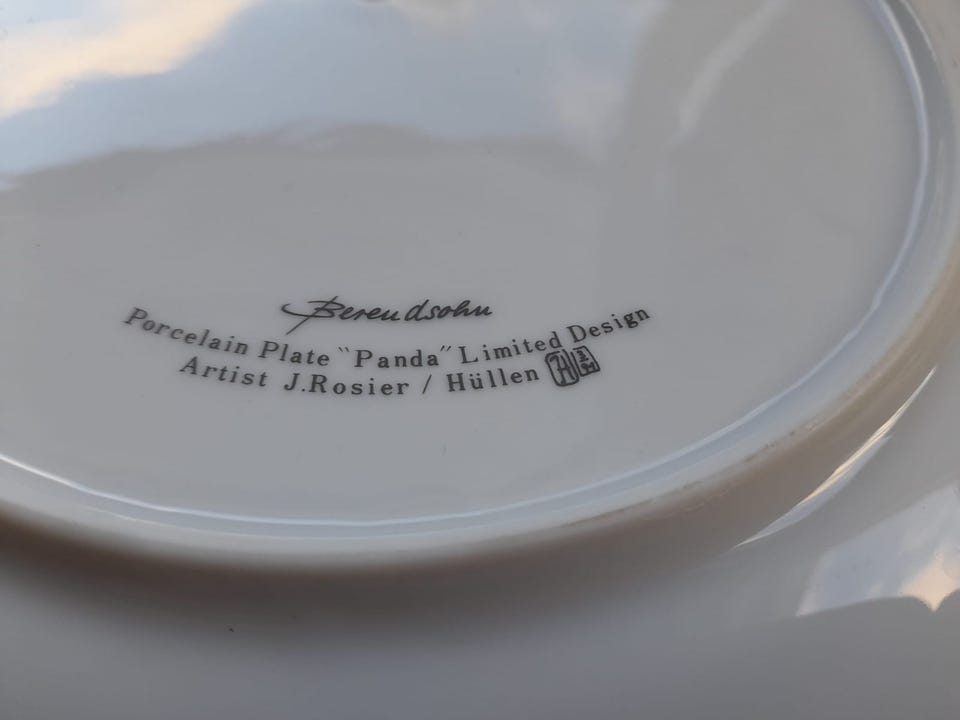 Berendsohn
Porcelain Plate "Panda" Limited Design
Artist J.Rosier / Hüllen